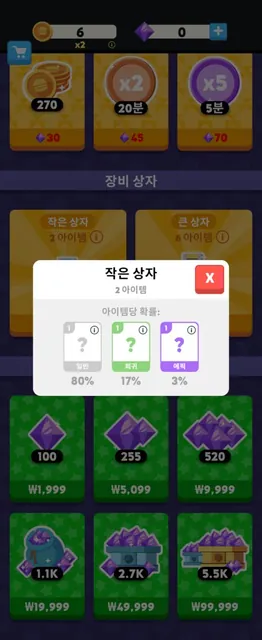 6
x2
0
270
x2
20분
x5
5분
30
45
70
장비 상자
작은 상자
2 아이템
큰 상자
6 아이템
작은 상자
2 아이템
X
아이템당 확률:
1
1
1
?
?
?
일반
희귀
에픽
80%
17%
3%
100
255
520
₩1,999
₩5,099
₩9,999
1.1K
2.7K
5.5K
₩19,999
₩49,999
₩99,999